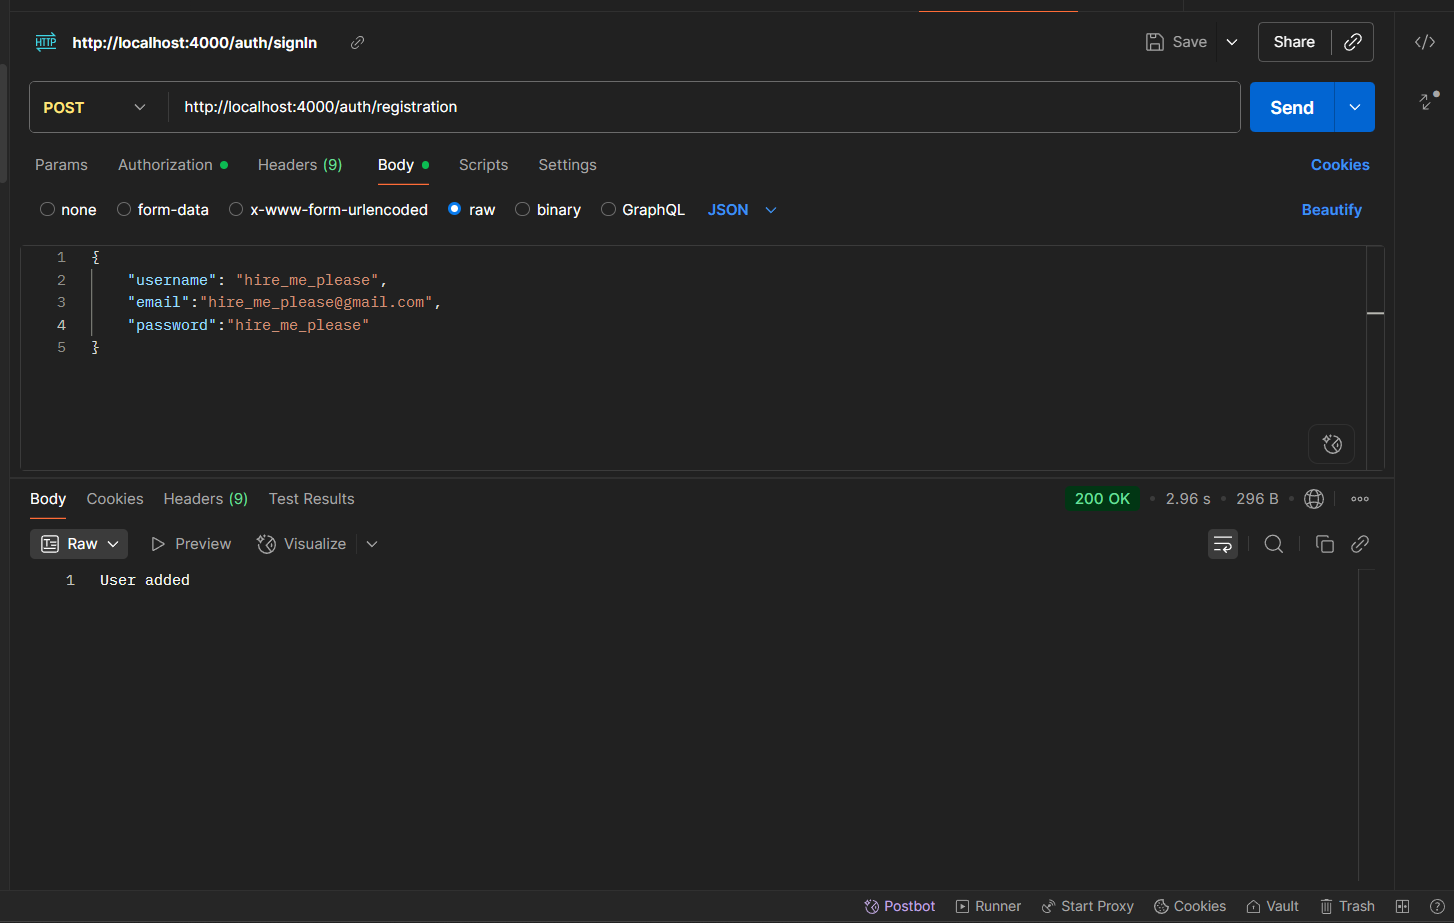 HTTP http://localhost:4000/auth/signIn Save Share
POST http://localhost:4000/auth/registration Send
Params Authorization Headers (9) Body Scripts Settings Cookies
none form-data x-www-form-urlencoded raw binary GraphQL JSON Beautify
1 {
2 "username": "hire_me_please",
3 "email":"hire_me_please@gmail.com",
4 "password":"hire_me_please"
5 }
Body Cookies Headers (9) Test Results 200 OK • 2.96 s • 296 B
Raw Preview Visualize
1 User added
Postbot Runner Start Proxy Cookies Vault Trash